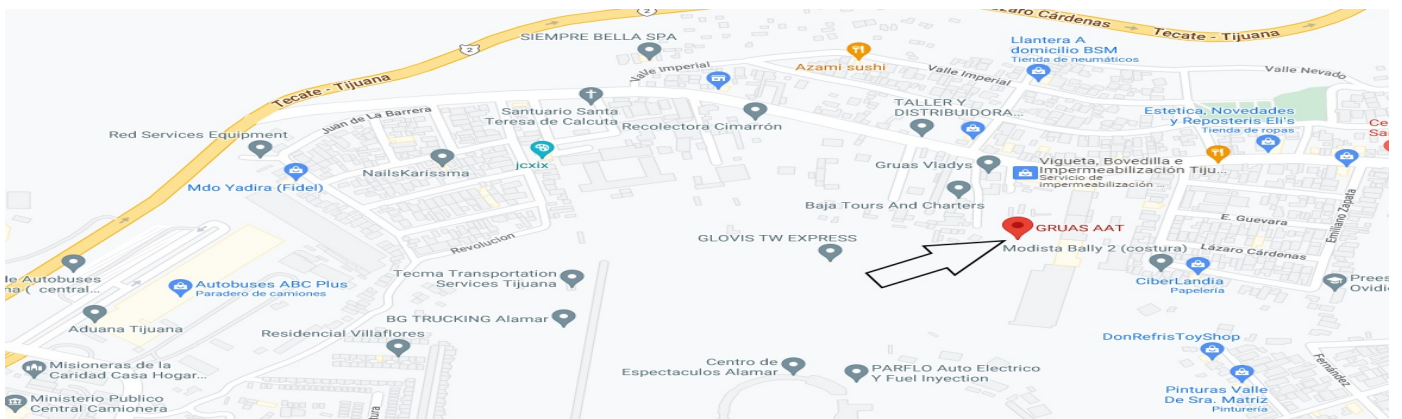 2
Lázaro Cárdenas
Tecate - Tijuana
SIEMPRE BELLA SPA
Llantera A
domicilio BSM
Tienda de neumáticos
2
Valle Imperial
Azami sushi
Valle Imperial
Valle Nevado
Tecate - Tijuana
Juan de La Barrera
Santuario Santa
Teresa de Calcuta
Recolectora Cimarrón
TALLER Y
DISTRIBUIDORA...
Estetica, Novedades
y Reposteris Eli's
Tienda de ropas
Red Services Equipment
NailsKarissma
jcxix
Gruas Vladys
Vigueta, Bovedilla e
Impermeabilización Tiju...
Servicio de
impermeabilización ...
Mdo Yadira (Fidel)
Baja Tours And Charters
Emiliano Zapata
E. Guevara
GRUAS AAT
Revolucion
GLOVIS TW EXPRESS
Modista Bally 2 (costura)
Lázaro Cárdenas
Autobuses
central...
Autobuses ABC Plus
Paradero de camiones
Tecma Transportation
Services Tijuana
CiberLandia
Papelería
Prees
Ovidi
Aduana Tijuana
BG TRUCKING Alamar
Residencial Villaflores
DonRefrisToyShop
Misioneras de la
Caridad Casa Hogar...
Centro de
Espectaculos Alamar
PARFLO Auto Electrico
Y Fuel Inyection
Fernández
Ministerio Publico
Central Camionera
Pinturas Valle
De Sra. Matriz
Pinturería